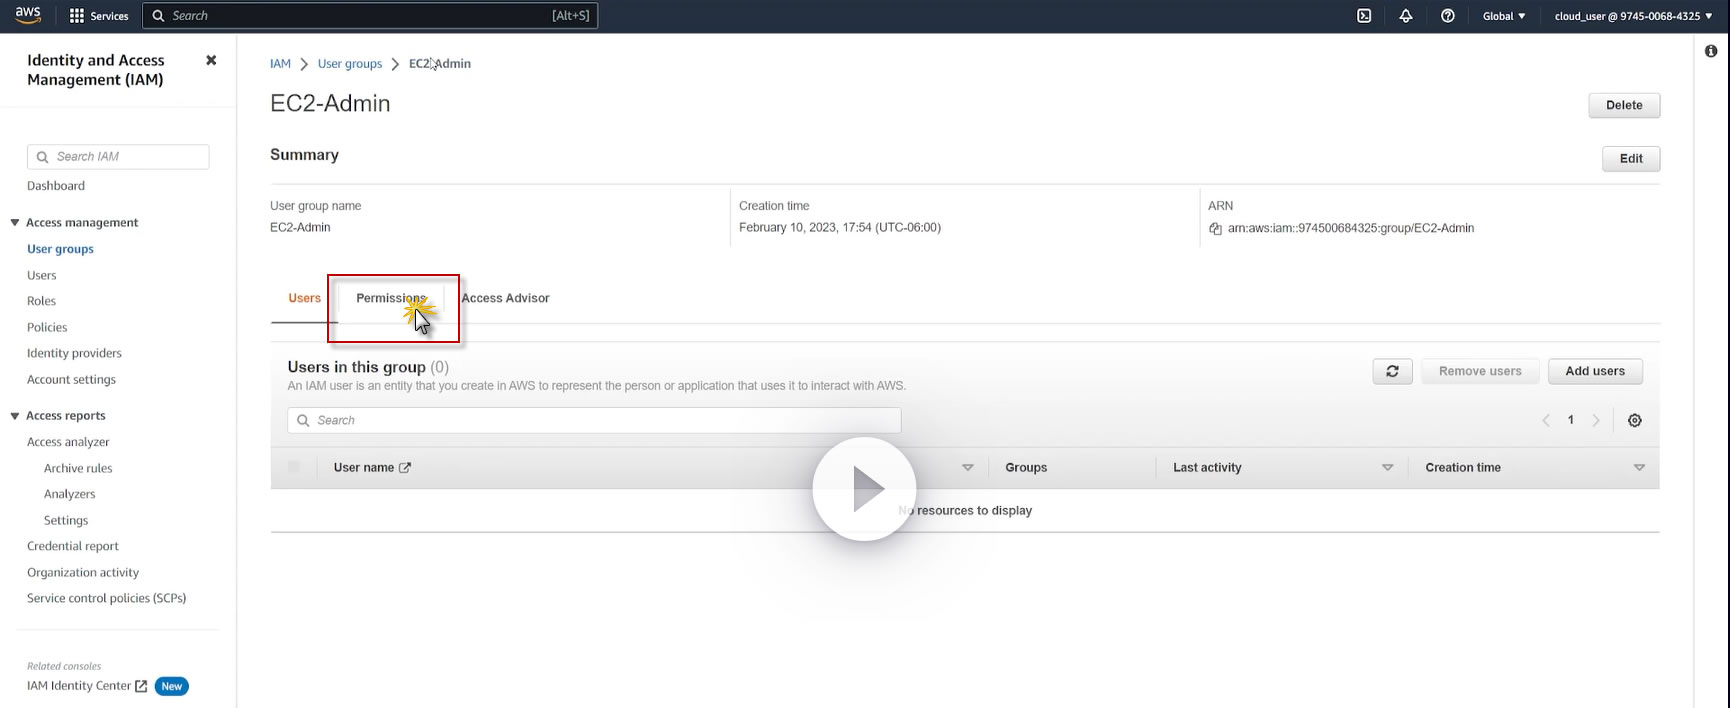 aws
Services
Search
[Alt+S]
Global
cloud_user @ 9745-0068-4325
Identity and Access
Management (IAM)
Search IAM
Dashboard
Access management
User groups
Users
Roles
Policies
Identity providers
Account settings
Access reports
Access analyzer
Archive rules
Analyzers
Settings
Credential report
Organization activity
Service control policies (SCPs)
Related consoles
IAM Identity Center New
IAM > User groups > EC2-Admin
EC2-Admin
Delete
Summary
Edit
User group name
EC2-Admin
Creation time
February 10, 2023, 17:54 (UTC-06:00)
ARN
arn:aws:iam::974500684325:group/EC2-Admin
Users
Permissions
Access Advisor
Users in this group (0)
An IAM user is an entity that you create in AWS to represent the person or application that uses it to interact with AWS.
Remove users
Add users
Search
1
User name
Groups
Last activity
Creation time
No resources to display